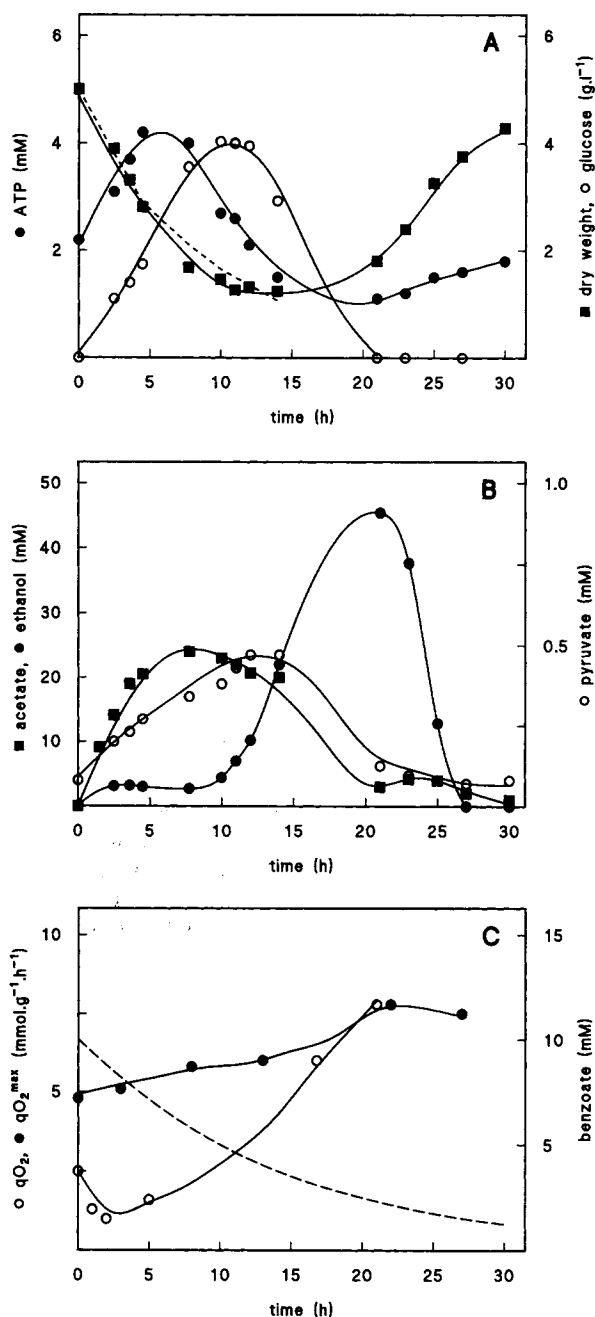 A
● ATP (mM)
6
4
2
6
4
2
0
■ dry weight, ○ glucose (g.l⁻¹)
0 5 10 15 20 25 30
time (h)
B
■ acetate, ● ethanol (mM)
50
40
30
20
10
1.0
0.5
0
○ pyruvate (mM)
0 5 10 15 20 25 30
time (h)
C
○ qO₂, ● qO₂ᵐᵃˣ (mmol.g⁻¹.h⁻¹)
10
5
15
10
5
0
benzoate (mM)
0 5 10 15 20 25 30
time (h)